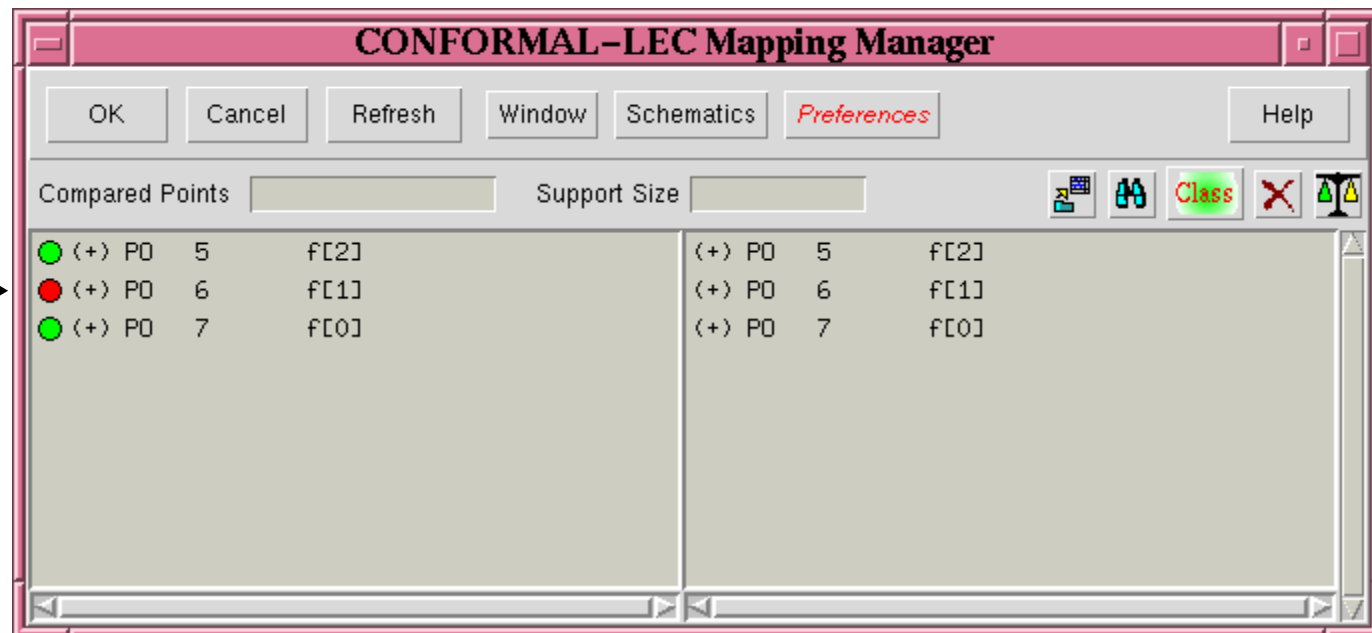 CONFORMAL-LEC Mapping Manager
OK Cancel Refresh Window Schematics Preferences Help
Compared Points Support Size Class
(+) PO 5 f[2] (+) PO 5 f[2]
(+) PO 6 f[1] (+) PO 6 f[1]
(+) PO 7 f[0] (+) PO 7 f[0]